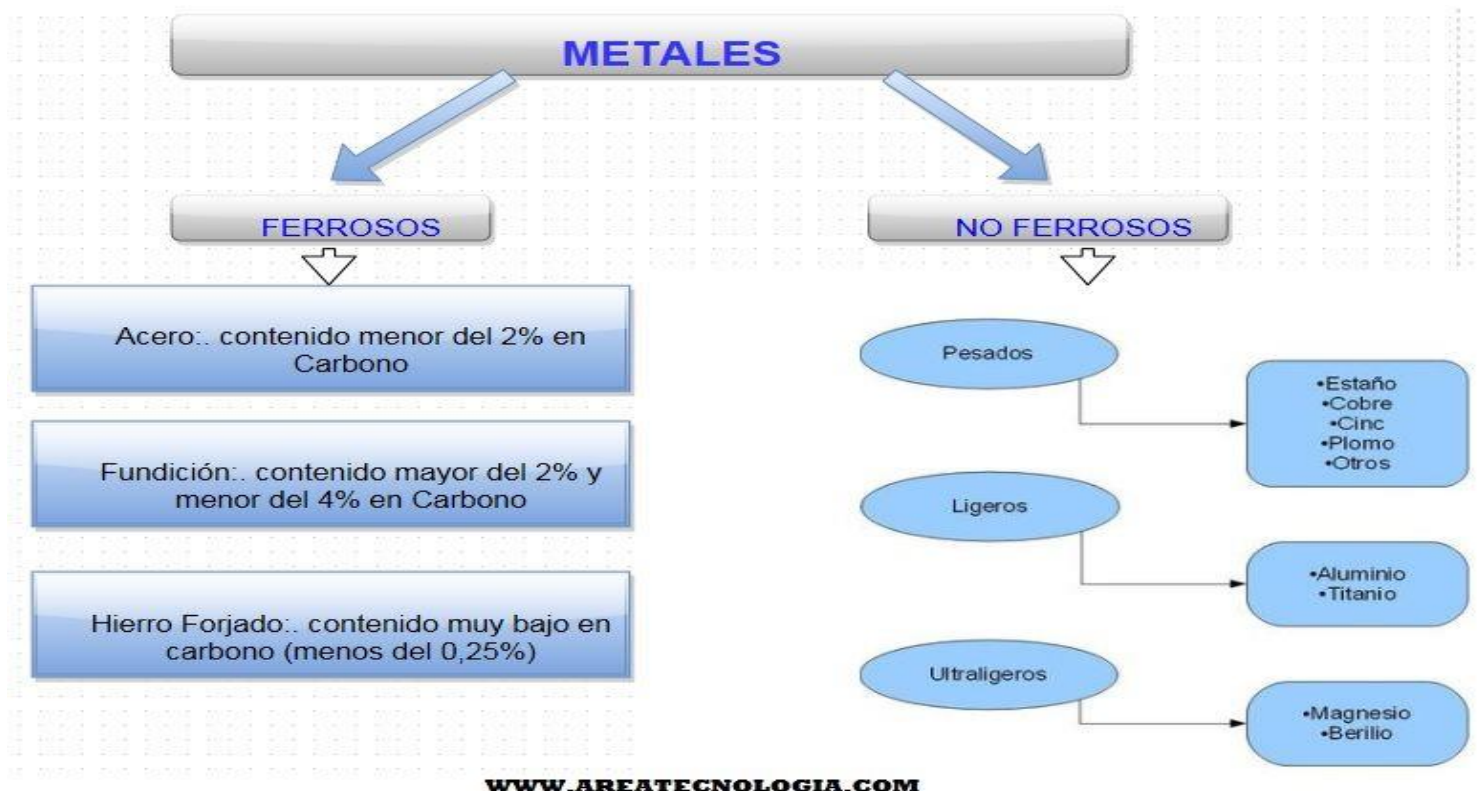 METALES
FERROSOS
NO FERROSOS
Acero:. contenido menor del 2% en
Carbono
Fundición:. contenido mayor del 2% y
menor del 4% en Carbono
Hierro Forjado:. contenido muy bajo en
carbono (menos del 0,25%)
Pesados
•Estaño
•Cobre
•Cinc
•Plomo
•Otros
Ligeros
•Aluminio
•Titanio
Ultraligeros
•Magnesio
•Berilio
WWW.AREATECNOLOGIA.COM